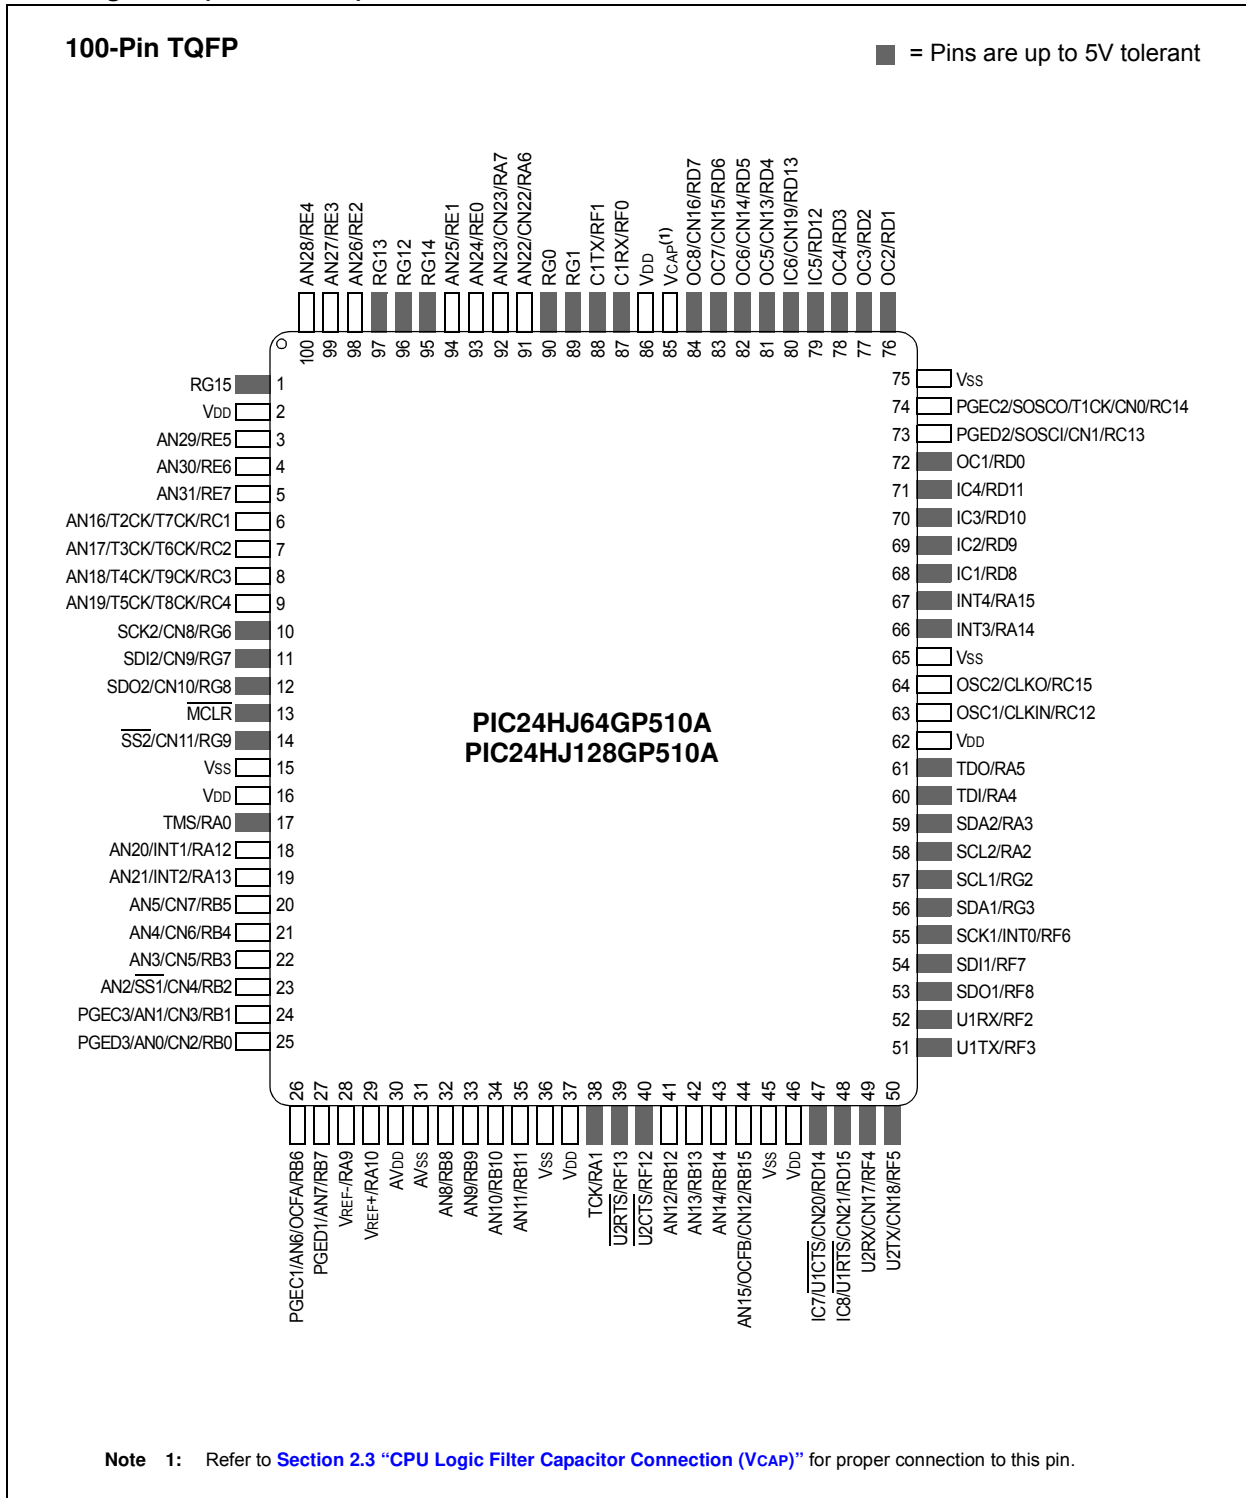 100-Pin TQFP
= Pins are up to 5V tolerant
AN28/RE4
AN27/RE3
AN26/RE2
RG13
RG12
RG14
AN25/RE1
AN24/RE0
AN23/CN23/RA7
AN22/CN22/RA6
RG0
RG1
C1TX/RF1
C1RX/RF0
VDD
VCAP(1)
OC8/CN16/RD7
OC7/CN15/RD6
OC6/CN14/RD5
OC5/CN13/RD4
IC6/CN19/RD13
IC5/RD12
OC4/RD3
OC3/RD2
OC2/RD1
100 99 98 97 96 95 94 93 92 91 90 89 88 87 86 85 84 83 82 81 80 79 78 77 76
RG15 1
VDD 2
AN29/RE5 3
AN30/RE6 4
AN31/RE7 5
AN16/T2CK/T7CK/RC1 6
AN17/T3CK/T6CK/RC2 7
AN18/T4CK/T9CK/RC3 8
AN19/T5CK/T8CK/RC4 9
SCK2/CN8/RG6 10
SDI2/CN9/RG7 11
SDO2/CN10/RG8 12
MCLR 13
SS2/CN11/RG9 14
VSS 15
VDD 16
TMS/RA0 17
AN20/INT1/RA12 18
AN21/INT2/RA13 19
AN5/CN7/RB5 20
AN4/CN6/RB4 21
AN3/CN5/RB3 22
AN2/SS1/CN4/RB2 23
PGEC3/AN1/CN3/RB1 24
PGED3/AN0/CN2/RB0 25
PIC24HJ64GP510A
PIC24HJ128GP510A
75 VSS
74 PGEC2/SOSCO/T1CK/CN0/RC14
73 PGED2/SOSCI/CN1/RC13
72 OC1/RD0
71 IC4/RD11
70 IC3/RD10
69 IC2/RD9
68 IC1/RD8
67 INT4/RA15
66 INT3/RA14
65 VSS
64 OSC2/CLKO/RC15
63 OSC1/CLKIN/RC12
62 VDD
61 TDO/RA5
60 TDI/RA4
59 SDA2/RA3
58 SCL2/RA2
57 SCL1/RG2
56 SDA1/RG3
55 SCK1/INT0/RF6
54 SDI1/RF7
53 SDO1/RF8
52 U1RX/RF2
51 U1TX/RF3
26 27 28 29 30 31 32 33 34 35 36 37 38 39 40 41 42 43 44 45 46 47 48 49 50
PGEC1/AN6/OCFA/RB6
PGED1/AN7/RB7
VREF-/RA9
VREF+/RA10
AVDD
AVSS
AN8/RB8
AN9/RB9
AN10/RB10
AN11/RB11
VSS
VDD
TCK/RA1
U2RTS/RF13
U2CTS/RF12
AN12/RB12
AN13/RB13
AN14/RB14
AN15/OCFB/CN12/RB15
VSS
VDD
IC7/U1CTS/CN20/RD14
IC8/U1RTS/CN21/RD15
U2RX/CN17/RF4
U2TX/CN18/RF5
Note 1: Refer to Section 2.3 “CPU Logic Filter Capacitor Connection (VCAP)” for proper connection to this pin.